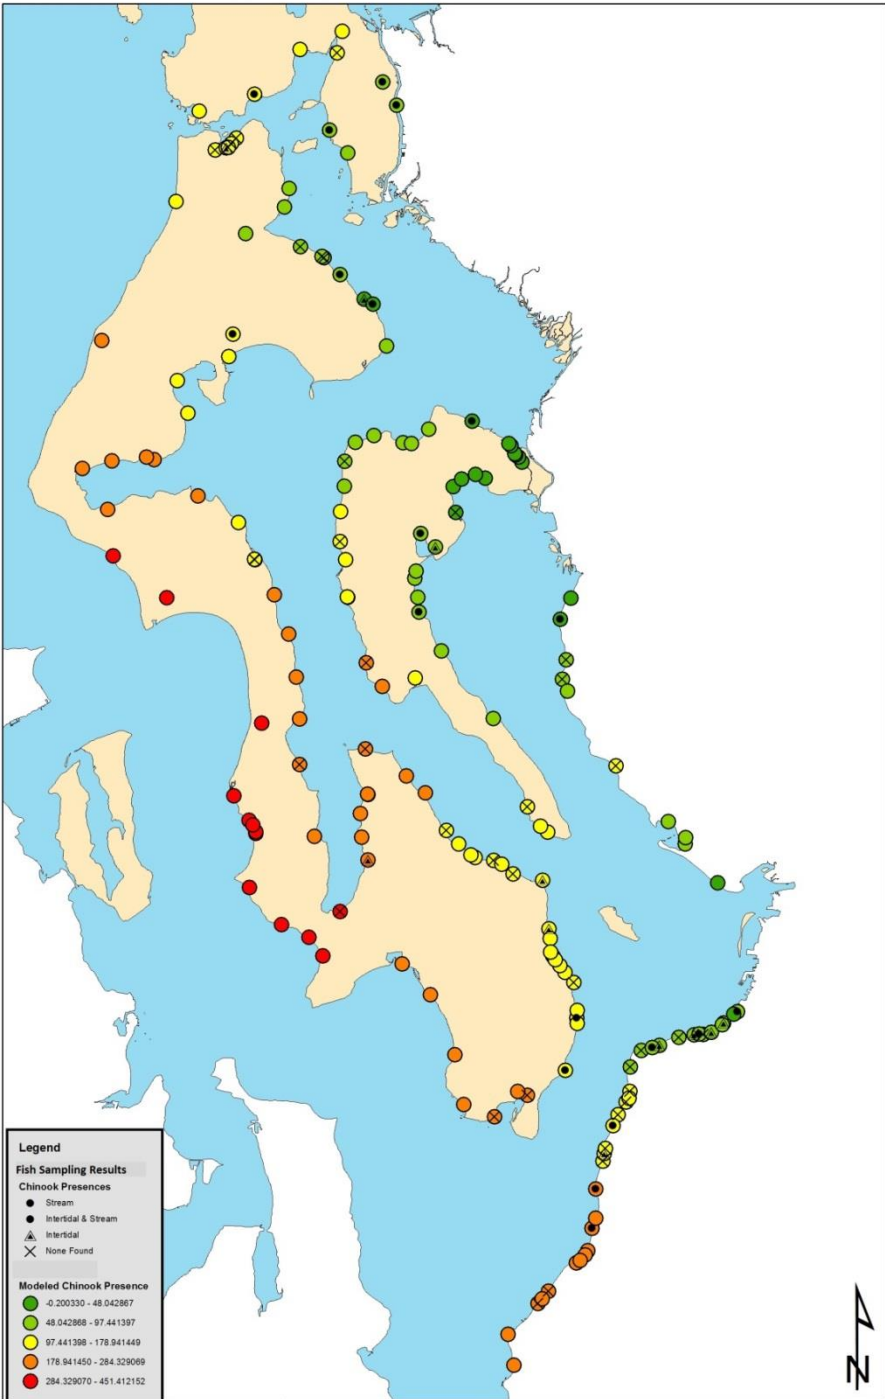 Legend
Fish Sampling Results
Chinook Presences
Stream
Intertidal & Stream
Intertidal
None Found
Modeled Chinook Presence
-0.200330 - 48.042867
48.042868 - 97.441397
97.441398 - 178.941449
178.941450 - 284.329069
284.329070 - 451.412152
N